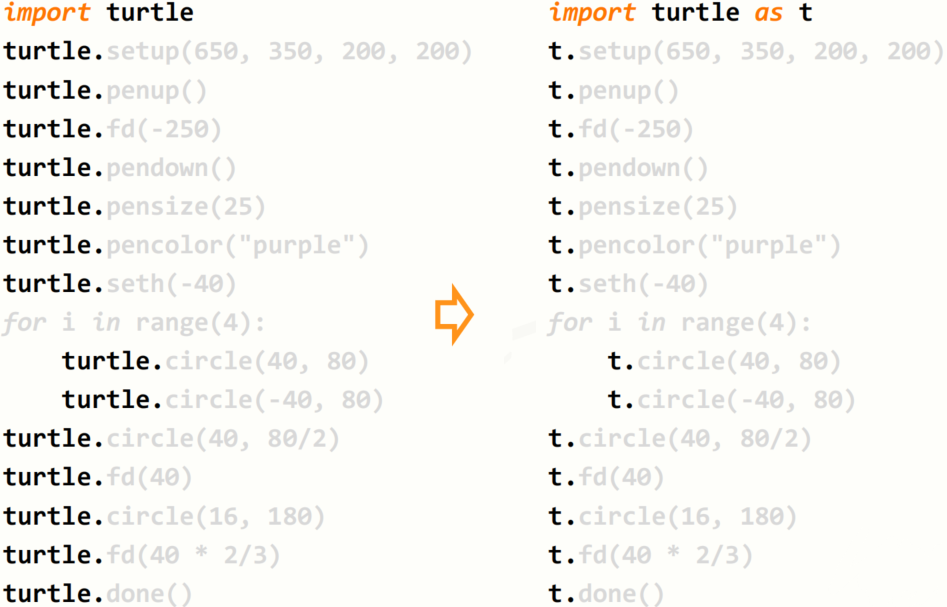 import turtle
turtle.setup(650, 350, 200, 200)
turtle.penup()
turtle.fd(-250)
turtle.pendown()
turtle.pensize(25)
turtle.pencolor("purple")
turtle.seth(-40)
for i in range(4):
    turtle.circle(40, 80)
    turtle.circle(-40, 80)
turtle.circle(40, 80/2)
turtle.fd(40)
turtle.circle(16, 180)
turtle.fd(40 * 2/3)
turtle.done()
import turtle as t
t.setup(650, 350, 200, 200)
t.penup()
t.fd(-250)
t.pendown()
t.pensize(25)
t.pencolor("purple")
t.seth(-40)
for i in range(4):
    t.circle(40, 80)
    t.circle(-40, 80)
t.circle(40, 80/2)
t.fd(40)
t.circle(16, 180)
t.fd(40 * 2/3)
t.done()